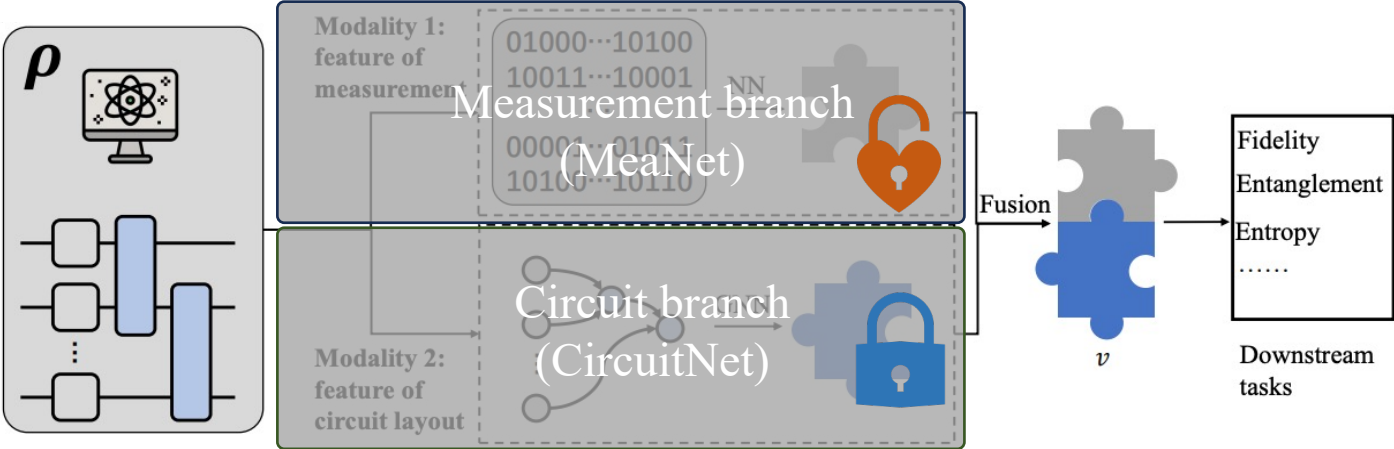 ρ
Modality 1:
feature of
measurement
01000···10100
10011···10001
······
00001···01011
10100···10110
NN
Measurement branch
(MeaNet)
Circuit branch
(CircuitNet)
GNN
Modality 2:
feature of
circuit layout
Fusion
v
Fidelity
Entanglement
Entropy
······
Downstream
tasks